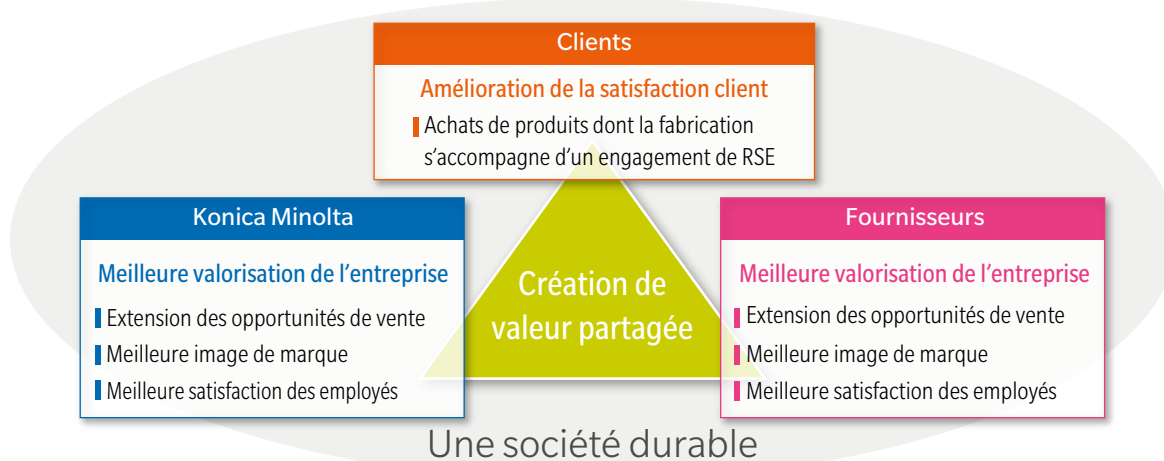 Clients
Amélioration de la satisfaction client
Achats de produits dont la fabrication
s’accompagne d’un engagement de RSE
Konica Minolta
Meilleure valorisation de l’entreprise
Extension des opportunités de vente
Meilleure image de marque
Meilleure satisfaction des employés
Création de
valeur partagée
Fournisseurs
Meilleure valorisation de l’entreprise
Extension des opportunités de vente
Meilleure image de marque
Meilleure satisfaction des employés
Une société durable